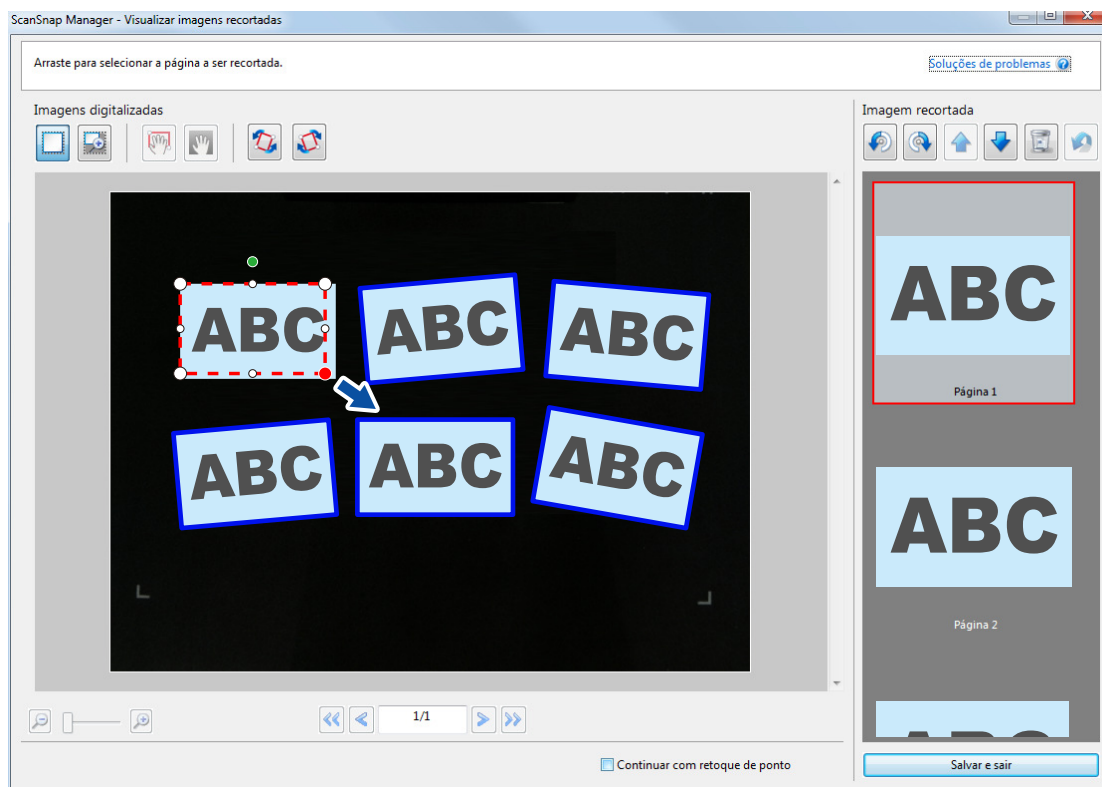 ScanSnap Manager - Visualizar imagens recortadas
Arraste para selecionar a página a ser recortada.
Soluções de problemas
Imagens digitalizadas
Imagem recortada
ABC
ABC
ABC
ABC
ABC
ABC
ABC
Página 1
ABC
Página 2
ABC
1/1
Continuar com retoque de ponto
Salvar e sair